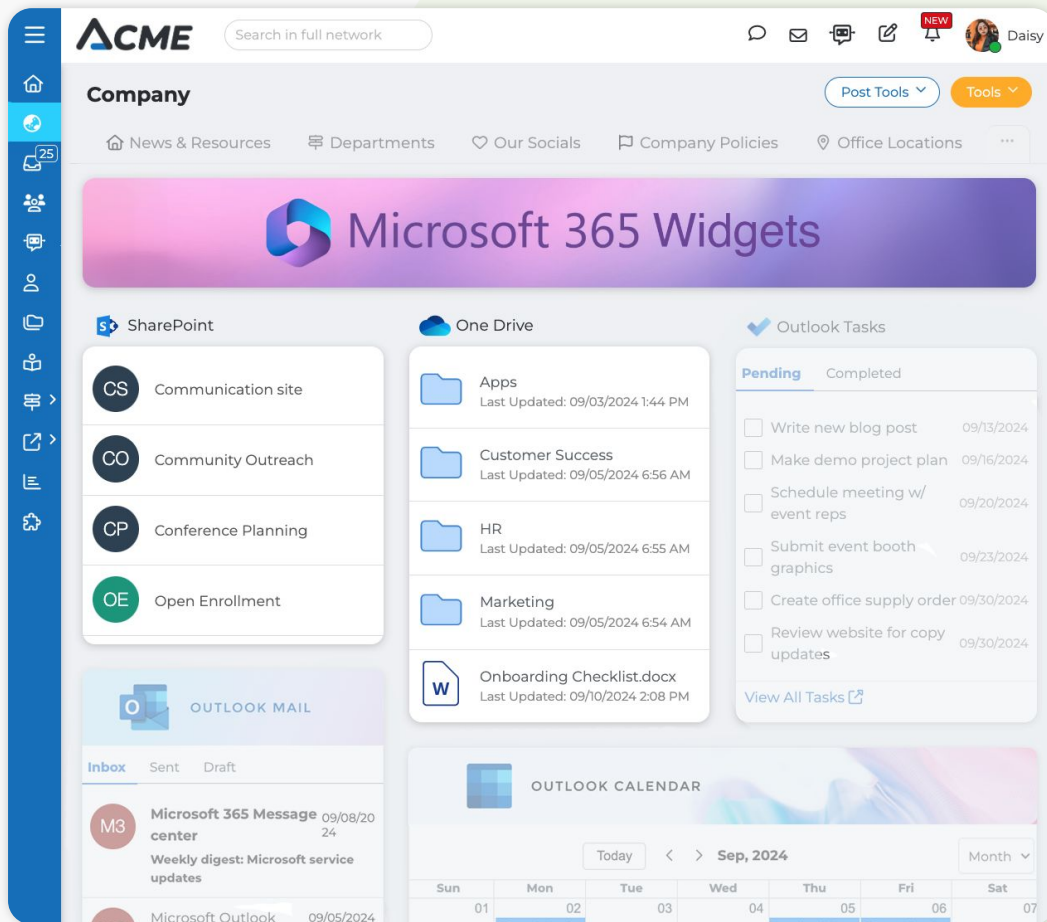 ACME
Search in full network
NEW
Daisy
Company
Post Tools
Tools
News & Resources
Departments
Our Socials
Company Policies
Office Locations
...
25
Microsoft 365 Widgets
S
SharePoint
CS
Communication site
CO
Community Outreach
CP
Conference Planning
OE
Open Enrollment
One Drive
Apps
Last Updated: 09/03/2024 1:44 PM
Customer Success
Last Updated: 09/05/2024 6:56 AM
HR
Last Updated: 09/05/2024 6:55 AM
Marketing
Last Updated: 09/05/2024 6:54 AM
W
Onboarding Checklist.docx
Last Updated: 09/10/2024 2:08 PM
Outlook Tasks
Pending
Completed
Write new blog post
09/13/2024
Make demo project plan
09/16/2024
Schedule meeting w/
event reps
09/20/2024
Submit event booth
graphics
09/23/2024
Create office supply order
09/30/2024
Review website for copy
updates
09/30/2024
View All Tasks
O
OUTLOOK MAIL
Inbox
Sent
Draft
M3
Microsoft 365 Message
center
09/08/20
24
Weekly digest: Microsoft service
updates
Microsoft Outlook
09/05/2024
OUTLOOK CALENDAR
Today
Sep, 2024
Month
Sun
Mon
Tue
Wed
Thu
Fri
Sat
01
02
03
04
05
06
07